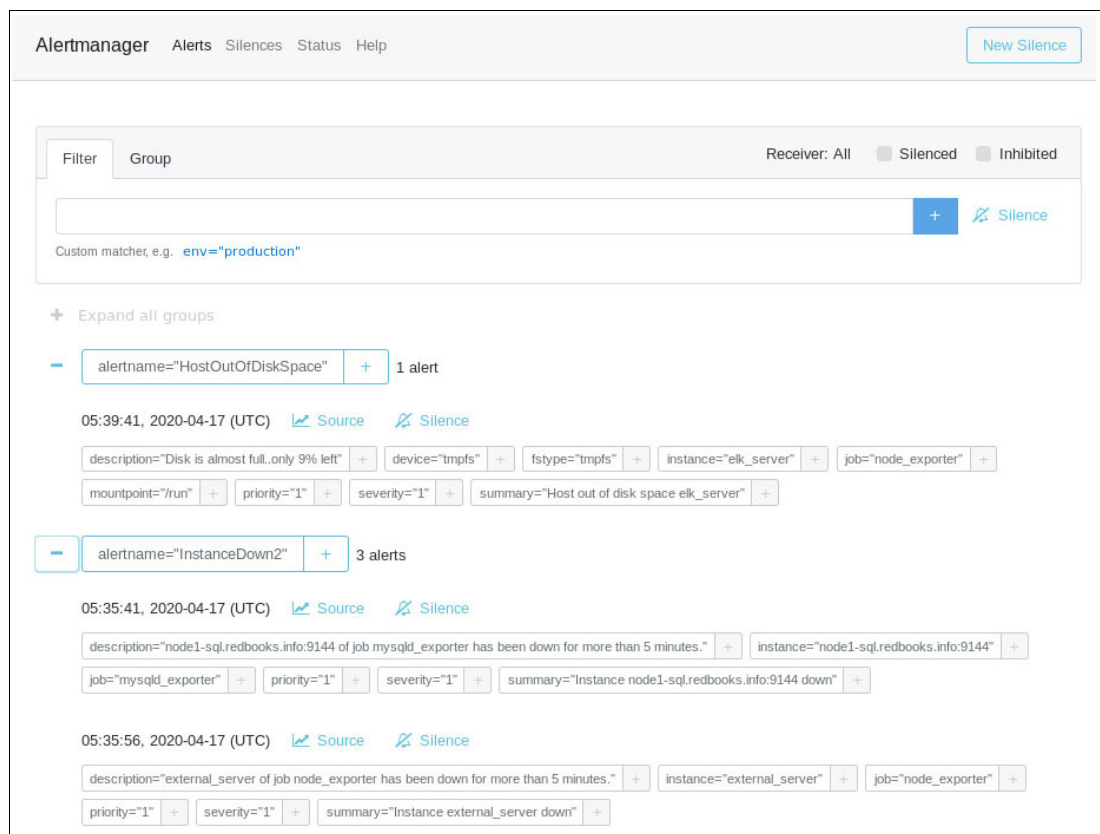 Alertmanager Alerts Silences Status Help New Silence
Filter Group Receiver: All Silenced Inhibited
+ Silence
Custom matcher, e.g. env="production"
+ Expand all groups
− alertname="HostOutOfDiskSpace" + 1 alert
05:39:41, 2020-04-17 (UTC) Source Silence
description="Disk is almost full..only 9% left" + device="tmpfs" + fstype="tmpfs" + instance="elk_server" + job="node_exporter" +
mountpoint="/run" + priority="1" + severity="1" + summary="Host out of disk space elk_server" +
− alertname="InstanceDown2" + 3 alerts
05:35:41, 2020-04-17 (UTC) Source Silence
description="node1-sql.redbooks.info:9144 of job mysqld_exporter has been down for more than 5 minutes." + instance="node1-sql.redbooks.info:9144" +
job="mysqld_exporter" + priority="1" + severity="1" + summary="Instance node1-sql.redbooks.info:9144 down" +
05:35:56, 2020-04-17 (UTC) Source Silence
description="external_server of job node_exporter has been down for more than 5 minutes." + instance="external_server" + job="node_exporter" +
priority="1" + severity="1" + summary="Instance external_server down" +